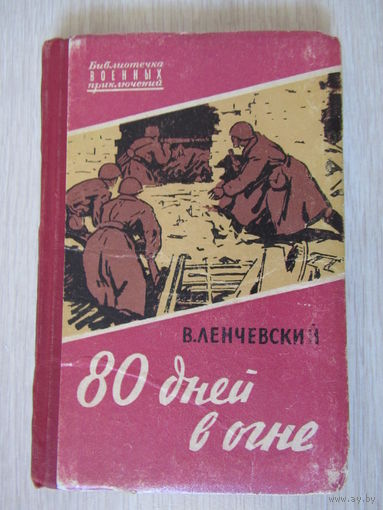 Библиотечка
ВОЕННЫХ
приключений
В.ЛЕНЧЕВСКИЙ
80 дней
в огне
www.ay.by